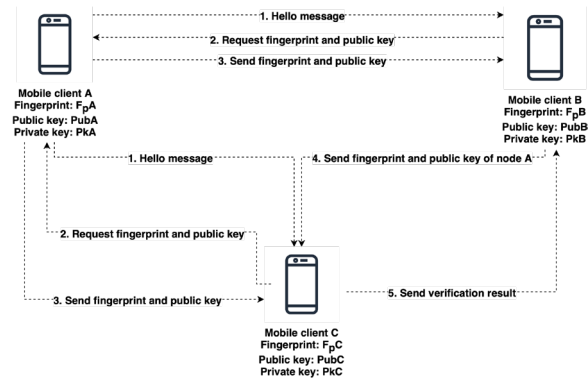 1. Hello message
2. Request fingerprint and public key
3. Send fingerprint and public key
Mobile client A
Fingerprint: FpA
Public key: PubA
Private key: PkA
Mobile client B
Fingerprint: FpB
Public key: PubB
Private key: PkB
1. Hello message
4. Send fingerprint and public key of node A
2. Request fingerprint and public key
3. Send fingerprint and public key
5. Send verification result
Mobile client C
Fingerprint: FpC
Public key: PubC
Private key: PkC